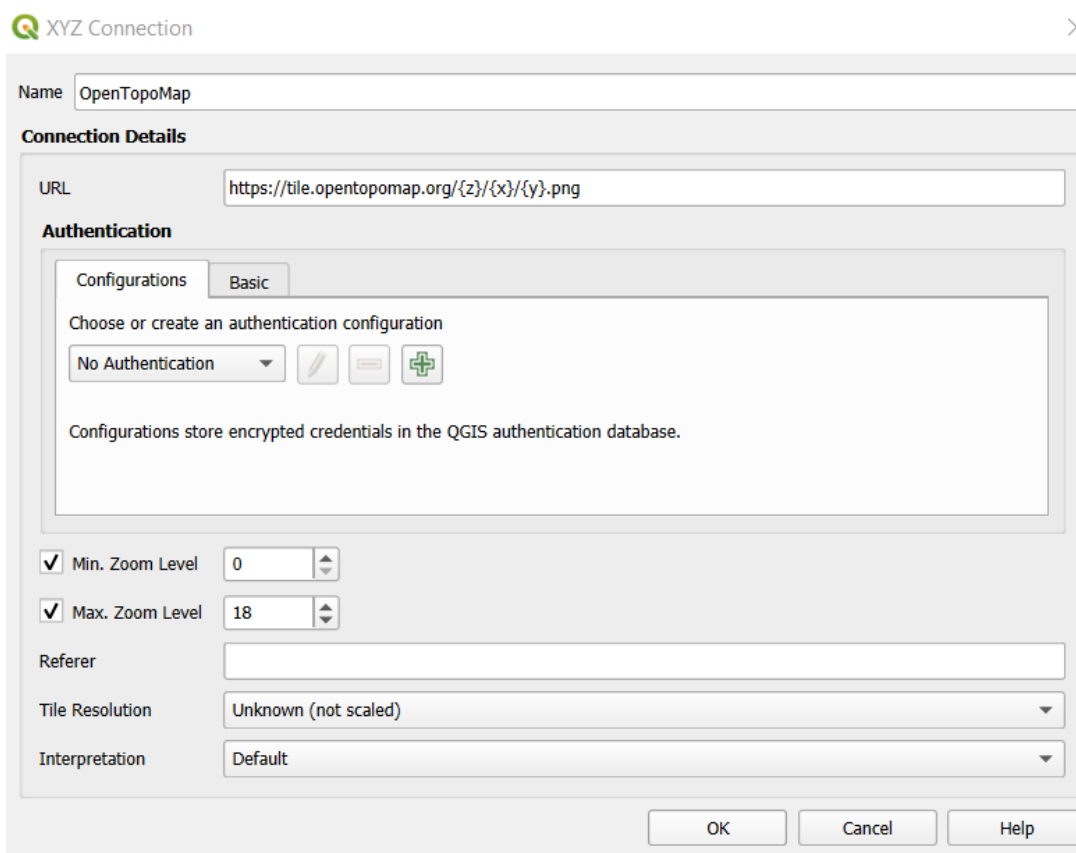 XYZ Connection
Name OpenTopoMap
Connection Details
URL https://tile.opentopomap.org/{z}/{x}/{y}.png
Authentication
Configurations Basic
Choose or create an authentication configuration
No Authentication
Configurations store encrypted credentials in the QGIS authentication database.
Min. Zoom Level 0
Max. Zoom Level 18
Referer
Tile Resolution Unknown (not scaled)
Interpretation Default
OK Cancel Help